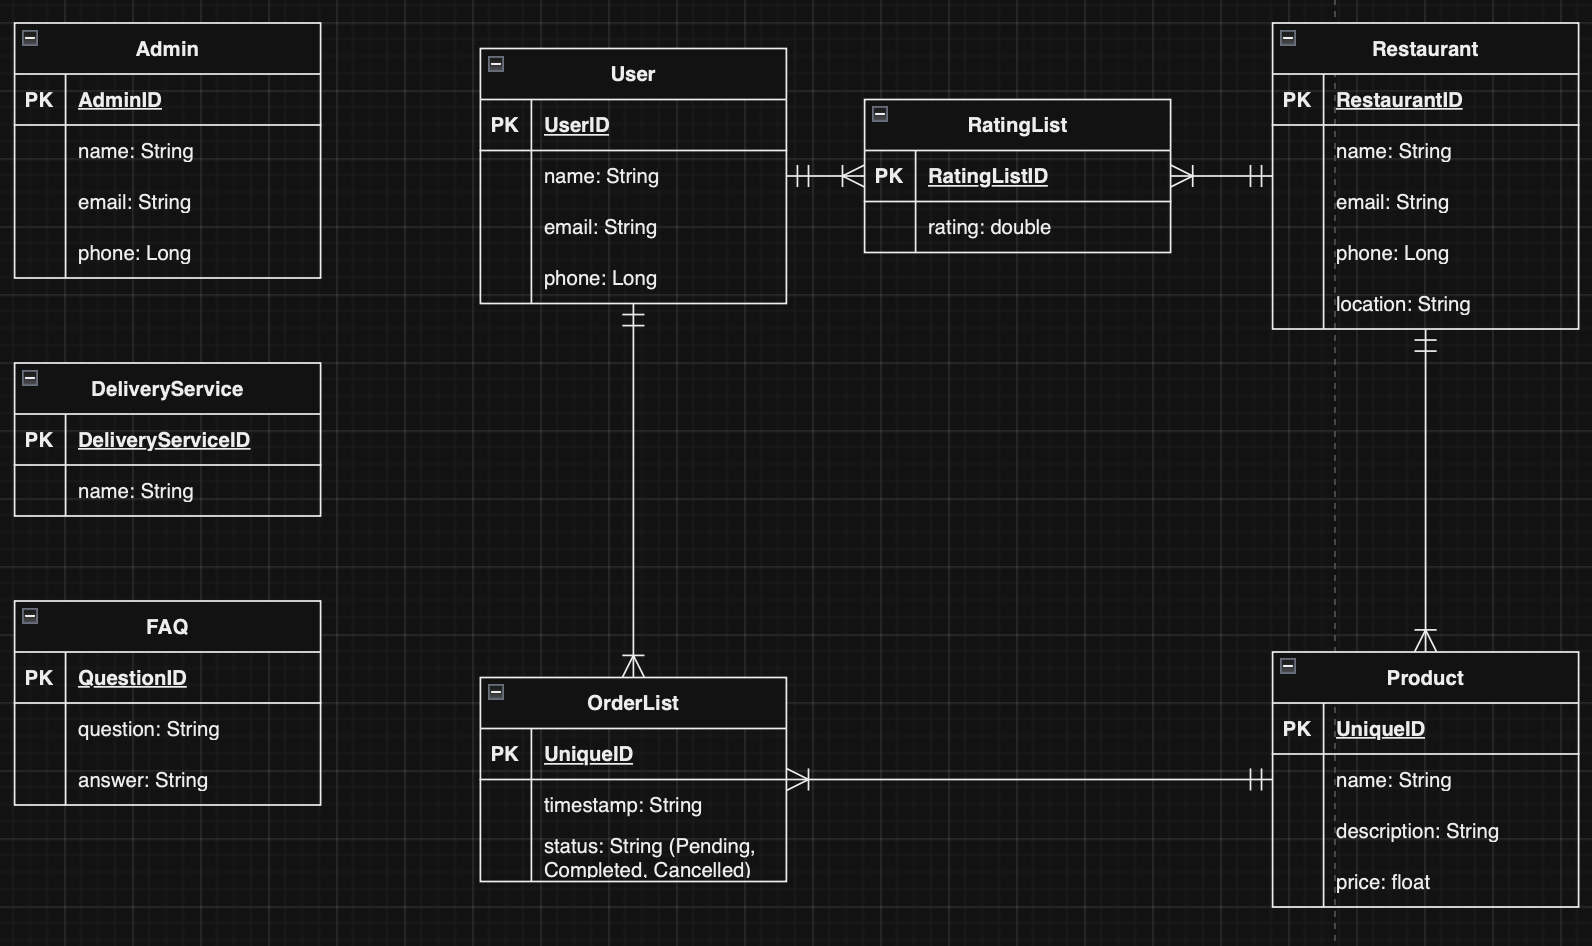 Admin
PK AdminID
name: String
email: String
phone: Long
User
PK UserID
name: String
email: String
phone: Long
RatingList
PK RatingListID
rating: double
Restaurant
PK RestaurantID
name: String
email: String
phone: Long
location: String
DeliveryService
PK DeliveryServiceID
name: String
FAQ
PK QuestionID
question: String
answer: String
OrderList
PK UniqueID
timestamp: String
status: String (Pending,
Completed, Cancelled)
Product
PK UniqueID
name: String
description: String
price: float